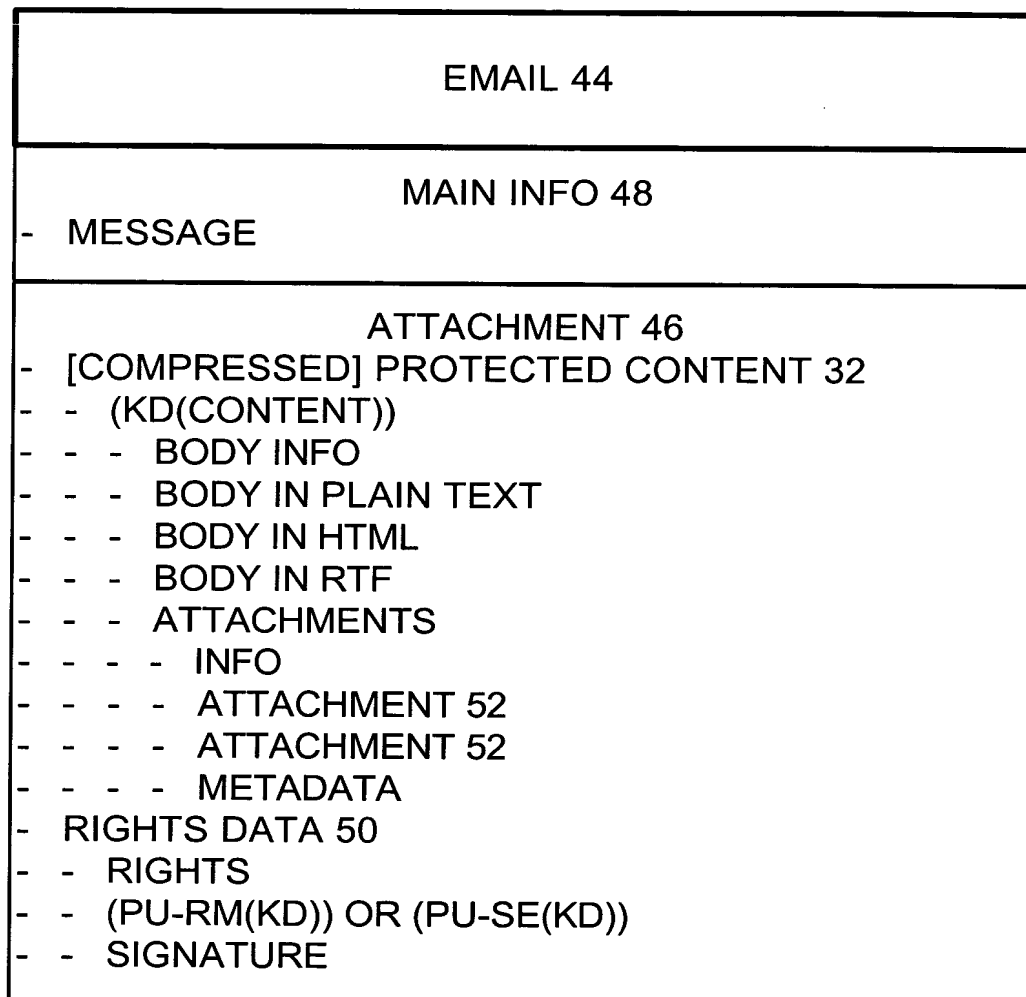 EMAIL 44
MAIN INFO 48
- MESSAGE
ATTACHMENT 46
- [COMPRESSED] PROTECTED CONTENT 32
- - (KD(CONTENT))
- - - BODY INFO
- - - BODY IN PLAIN TEXT
- - - BODY IN HTML
- - - BODY IN RTF
- - - ATTACHMENTS
- - - - INFO
- - - - ATTACHMENT 52
- - - - ATTACHMENT 52
- - - - METADATA
- RIGHTS DATA 50
- - RIGHTS
- - (PU-RM(KD)) OR (PU-SE(KD))
- - SIGNATURE